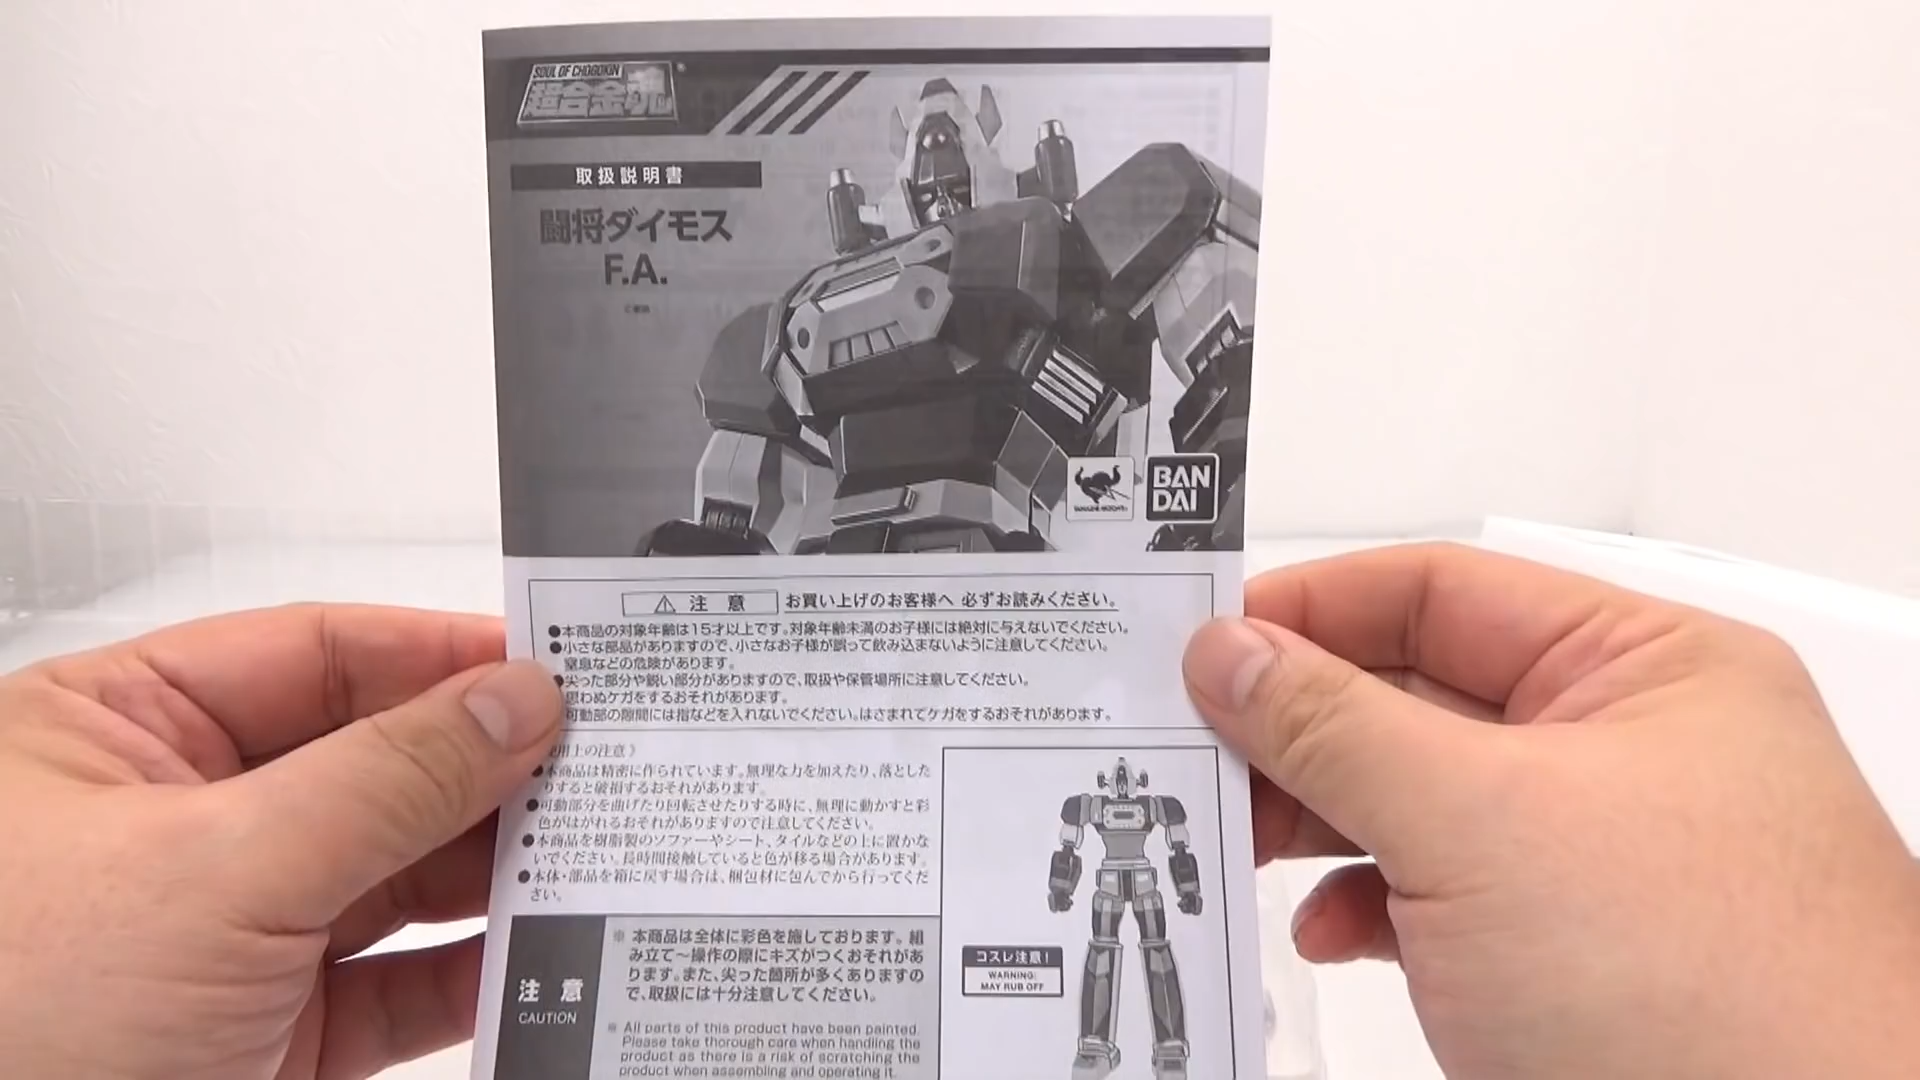 SOUL OF CHOGOKIN
超合金魂
取扱説明書
闘将ダイモス
F.A.
BAN
DAI
注 意 お買い上げのお客様へ 必ずお読みください。
●本商品の対象年齢は15才以上です。対象年齢未満のお子様には絶対に与えないでください。
●小さな部品がありますので、小さなお子様が誤って飲み込まないように注意してください。
窒息などの危険があります。
●尖った部分や鋭い部分がありますので、取扱や保管場所に注意してください。
思わぬケガをするおそれがあります。
可動部の隙間には指などを入れないでください。はさまれてケガをするおそれがあります。
用上の注意》
●本商品は精密に作られています。無理な力を加えたり、落とした
りすると破損するおそれがあります。
●可動部分を曲げたり回転させたりする時に、無理に動かすと彩
色がはがれるおそれがありますので注意してください。
●本商品を樹脂製のソファーやシート、タイルなどの上に置かな
いでください。長時間接触していると色が移る場合があります。
●本体・部品を箱に戻す場合は、梱包材に包んでから行ってくだ
さい。
コスレ注意!
WARNING:
MAY RUB OFF
注 意
CAUTION
※ 本商品は全体に彩色を施しております。組
み立て～操作の際にキズがつくおそれがあ
ります。また、尖った箇所が多くありますの
で、取扱には十分注意してください。
※ All parts of this product have been painted.
Please take thorough care when handling the
product as there is a risk of scratching the
product when assembling and operating it.